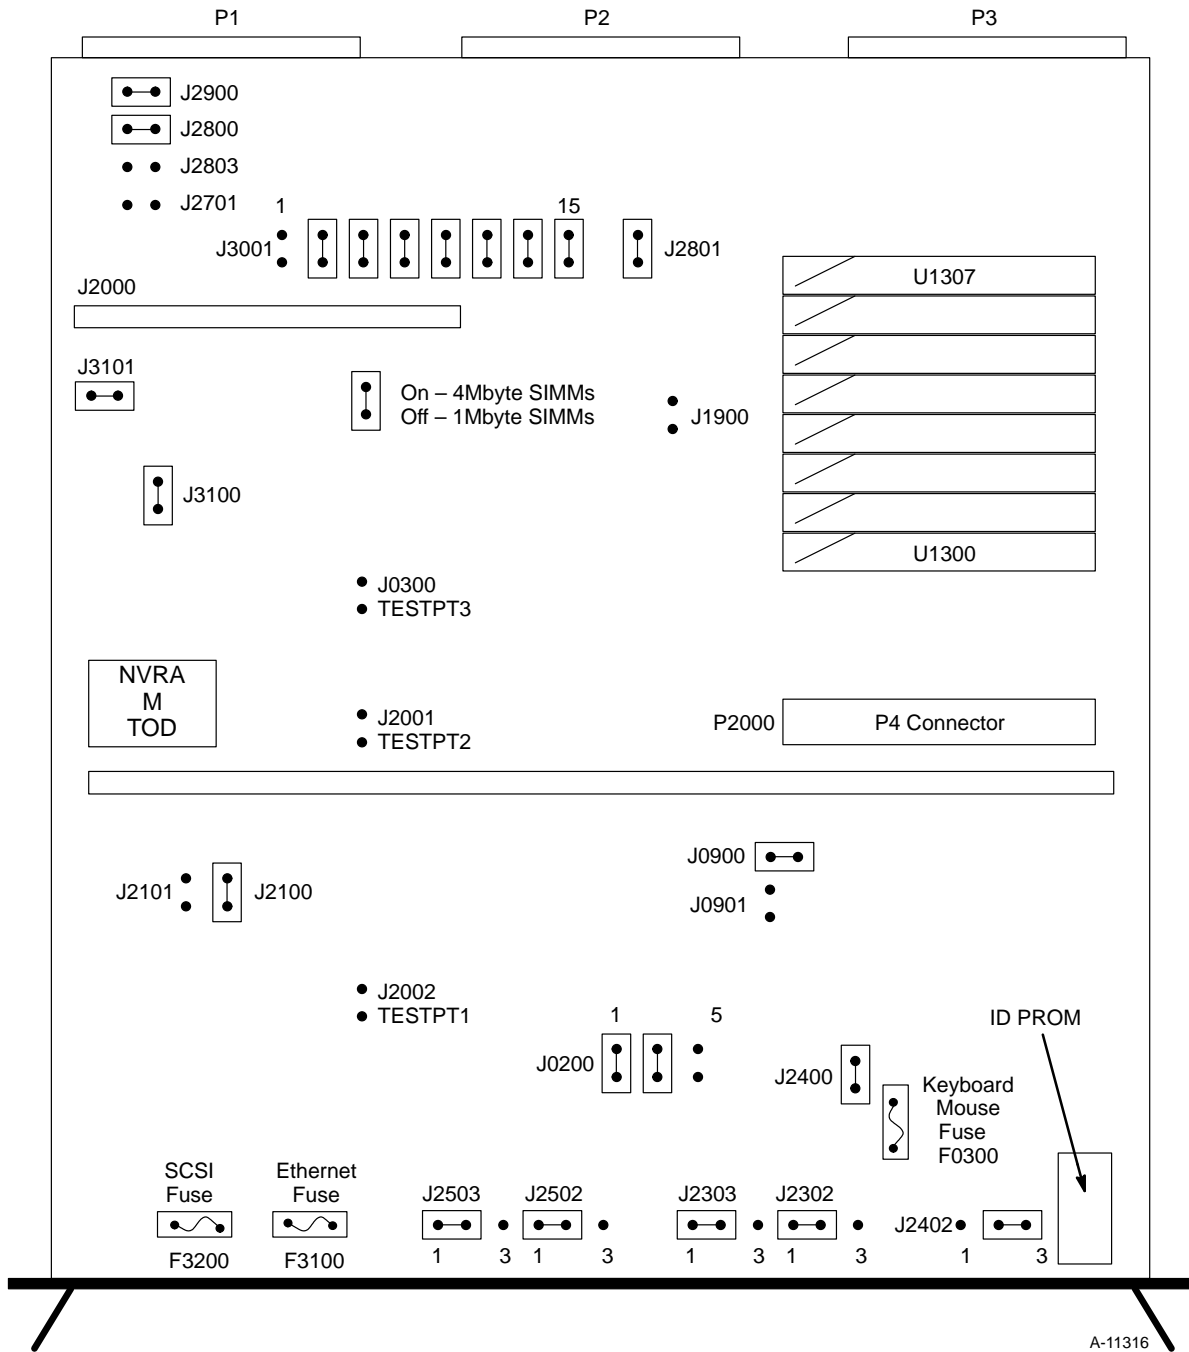 P1
P2
P3
J2900
J2800
J2803
J2701
1
15
J3001
J2801
J2000
U1307
J3101
On – 4Mbyte SIMMs
Off – 1Mbyte SIMMs
J1900
J3100
U1300
J0300
TESTPT3
NVRA
M
TOD
J2001
TESTPT2
P2000
P4 Connector
J0900
J2101
J2100
J0901
J2002
TESTPT1
1
5
ID PROM
J0200
J2400
Keyboard
Mouse
Fuse
F0300
SCSI
Fuse
Ethernet
Fuse
J2503
J2502
J2303
J2302
J2402
F3200
F3100
1
3
1
3
1
3
1
3
1
3
A-11316